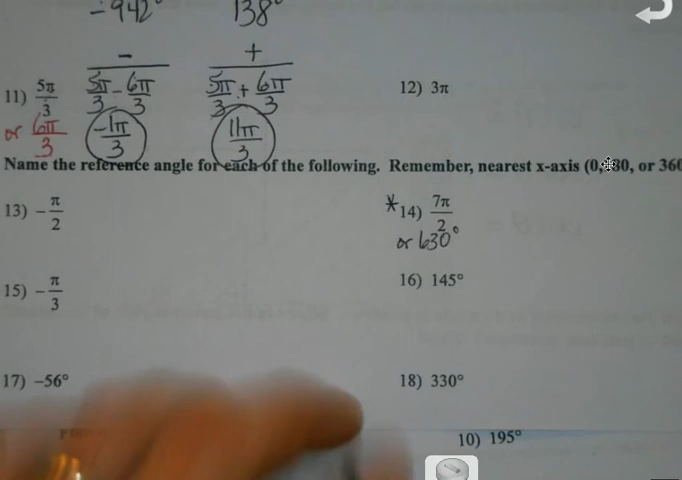 -942° 138°
- +
11) 5π/3 5π/3 - 6π/3 5π/3 + 6π/3 12) 3π
or 6π/3 -1π/3 11π/3
Name the reference angle for each of the following. Remember, nearest x-axis (0, 180, or 360
13) -π/2 *14) 7π/2
or 630°
15) -π/3 16) 145°
17) -56° 18) 330°
10) 195°